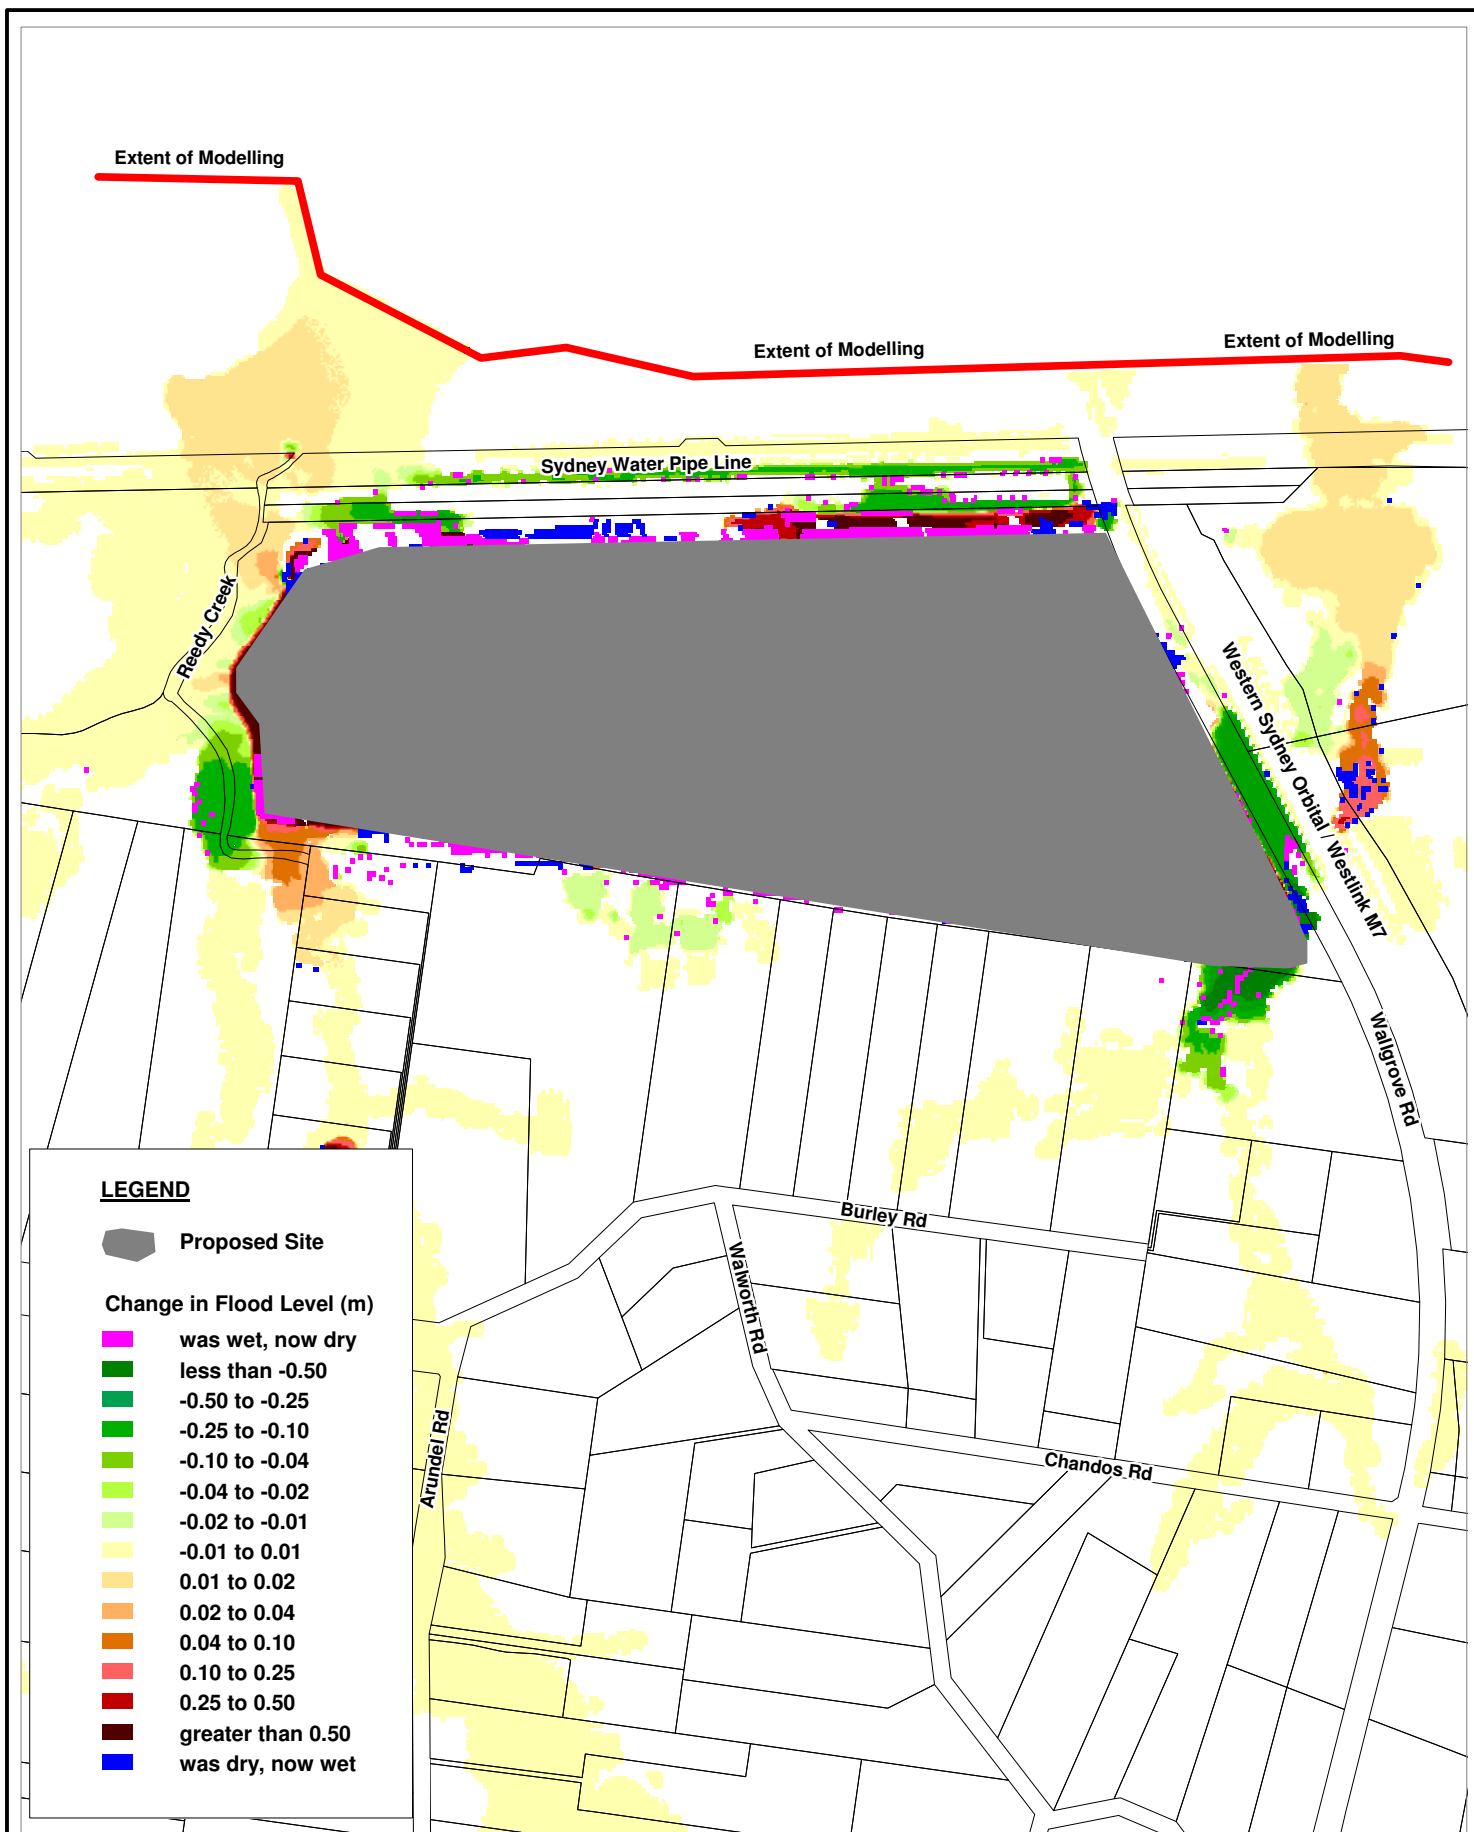 Extent of Modelling
Extent of Modelling
Extent of Modelling
Sydney Water Pipe Line
Reedy Creek
Western Sydney Orbital / Westlink M7
Wallgrove Rd
Burley Rd
Walworth Rd
Arundel Rd
Chandos Rd
LEGEND
Proposed Site
Change in Flood Level (m)
was wet, now dry
less than -0.50
-0.50 to -0.25
-0.25 to -0.10
-0.10 to -0.04
-0.04 to -0.02
-0.02 to -0.01
-0.01 to 0.01
0.01 to 0.02
0.02 to 0.04
0.04 to 0.10
0.10 to 0.25
0.25 to 0.50
greater than 0.50
was dry, now wet